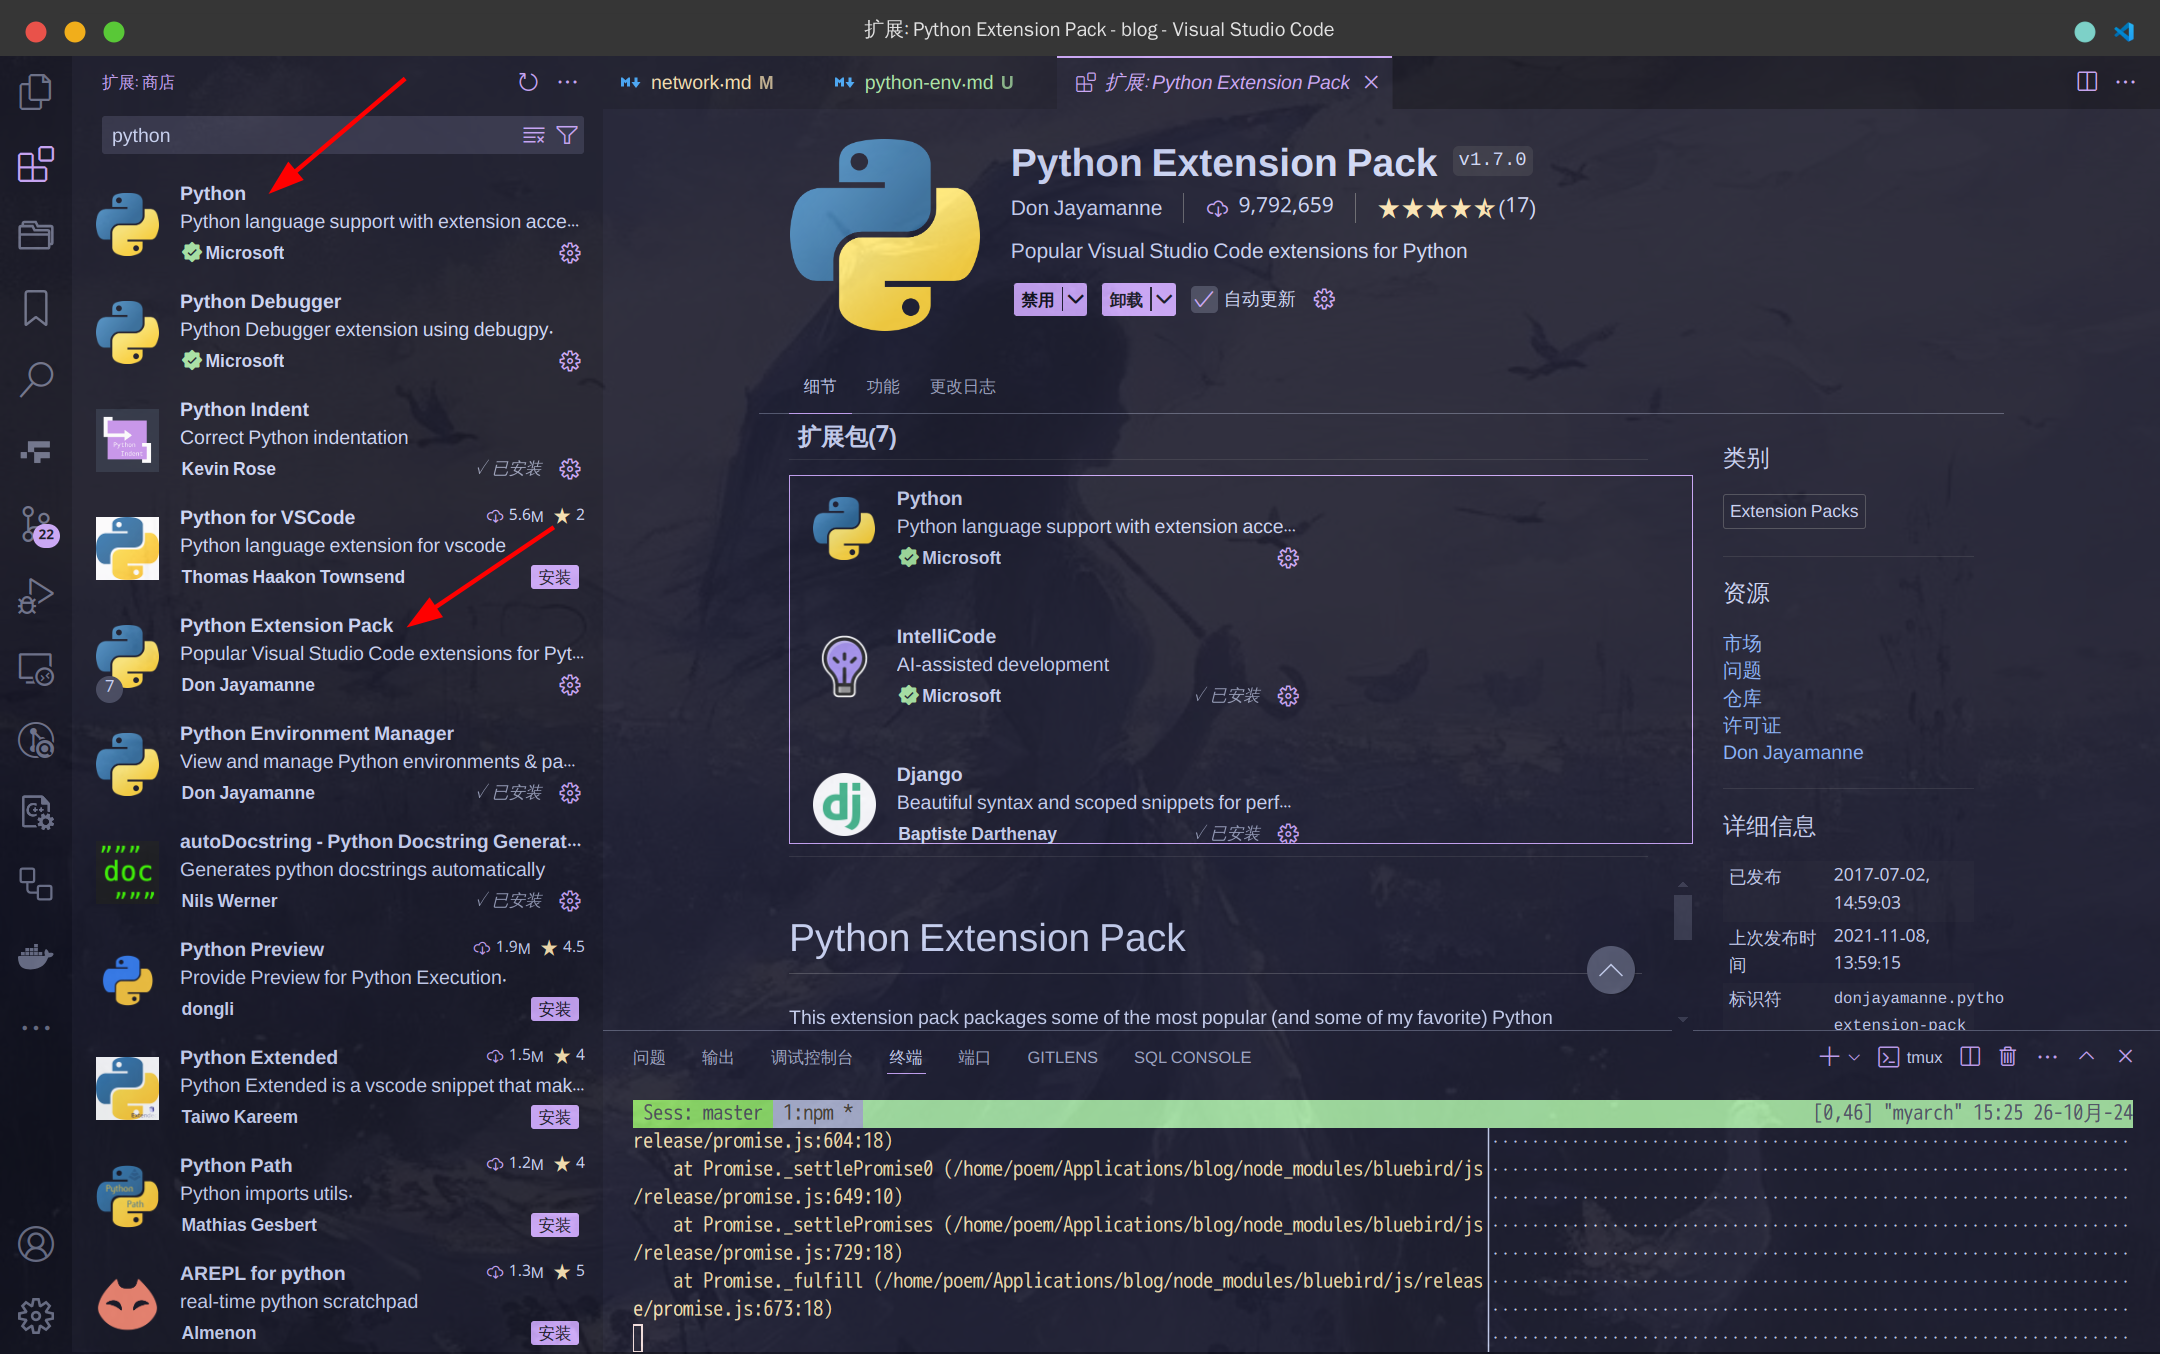 扩展: Python Extension Pack - blog - Visual Studio Code
扩展: 商店
python
Python
Python language support with extension acce...
Microsoft
Python Debugger
Python Debugger extension using debugpy.
Microsoft
Python Indent
Correct Python indentation
Kevin Rose
✓ 已安装
Python for VSCode
5.6M ★ 2
Python language extension for vscode
Thomas Haakon Townsend
安装
Python Extension Pack
Popular Visual Studio Code extensions for Pyt...
7
Don Jayamanne
Python Environment Manager
View and manage Python environments & pa...
Don Jayamanne
✓ 已安装
autoDocstring - Python Docstring Generat...
Generates python docstrings automatically
"""
doc
"""
Nils Werner
✓ 已安装
Python Preview
1.9M ★ 4.5
Provide Preview for Python Execution.
dongli
安装
Python Extended
1.5M ★ 4
Python Extended is a vscode snippet that mak...
Taiwo Kareem
安装
Python Path
1.2M ★ 4
Python imports utils.
Mathias Gesbert
安装
AREPL for python
1.3M ★ 5
real-time python scratchpad
Almenon
安装
22
network.md M
python-env.md U
扩展: Python Extension Pack
Python Extension Pack v1.7.0
Don Jayamanne
9,792,659
★★★★ (17)
Popular Visual Studio Code extensions for Python
禁用
卸载
自动更新
细节
功能
更改日志
扩展包(7)
Python
Python language support with extension acce...
Microsoft
IntelliCode
AI-assisted development
Microsoft
✓ 已安装
dj
Django
Beautiful syntax and scoped snippets for perf...
Baptiste Darthenay
✓ 已安装
Python Extension Pack
This extension pack packages some of the most popular (and some of my favorite) Python
类别
Extension Packs
资源
市场
问题
仓库
许可证
Don Jayamanne
详细信息
已发布
2017-07-02,
14:59:03
上次发布时
间
2021-11-08,
13:59:15
标识符
donjayamanne.pytho
extension-pack
问题
输出
调试控制台
终端
端口
GITLENS
SQL CONSOLE
tmux
Sess: master 1:npm *
[0,46] "myarch" 15:25 26-10月-24
release/promise.js:604:18)
at Promise._settlePromise0 (/home/poem/Applications/blog/node_modules/bluebird/js
/release/promise.js:649:10)
at Promise._settlePromises (/home/poem/Applications/blog/node_modules/bluebird/js
/release/promise.js:729:18)
at Promise._fulfill (/home/poem/Applications/blog/node_modules/bluebird/js/releas
e/promise.js:673:18)